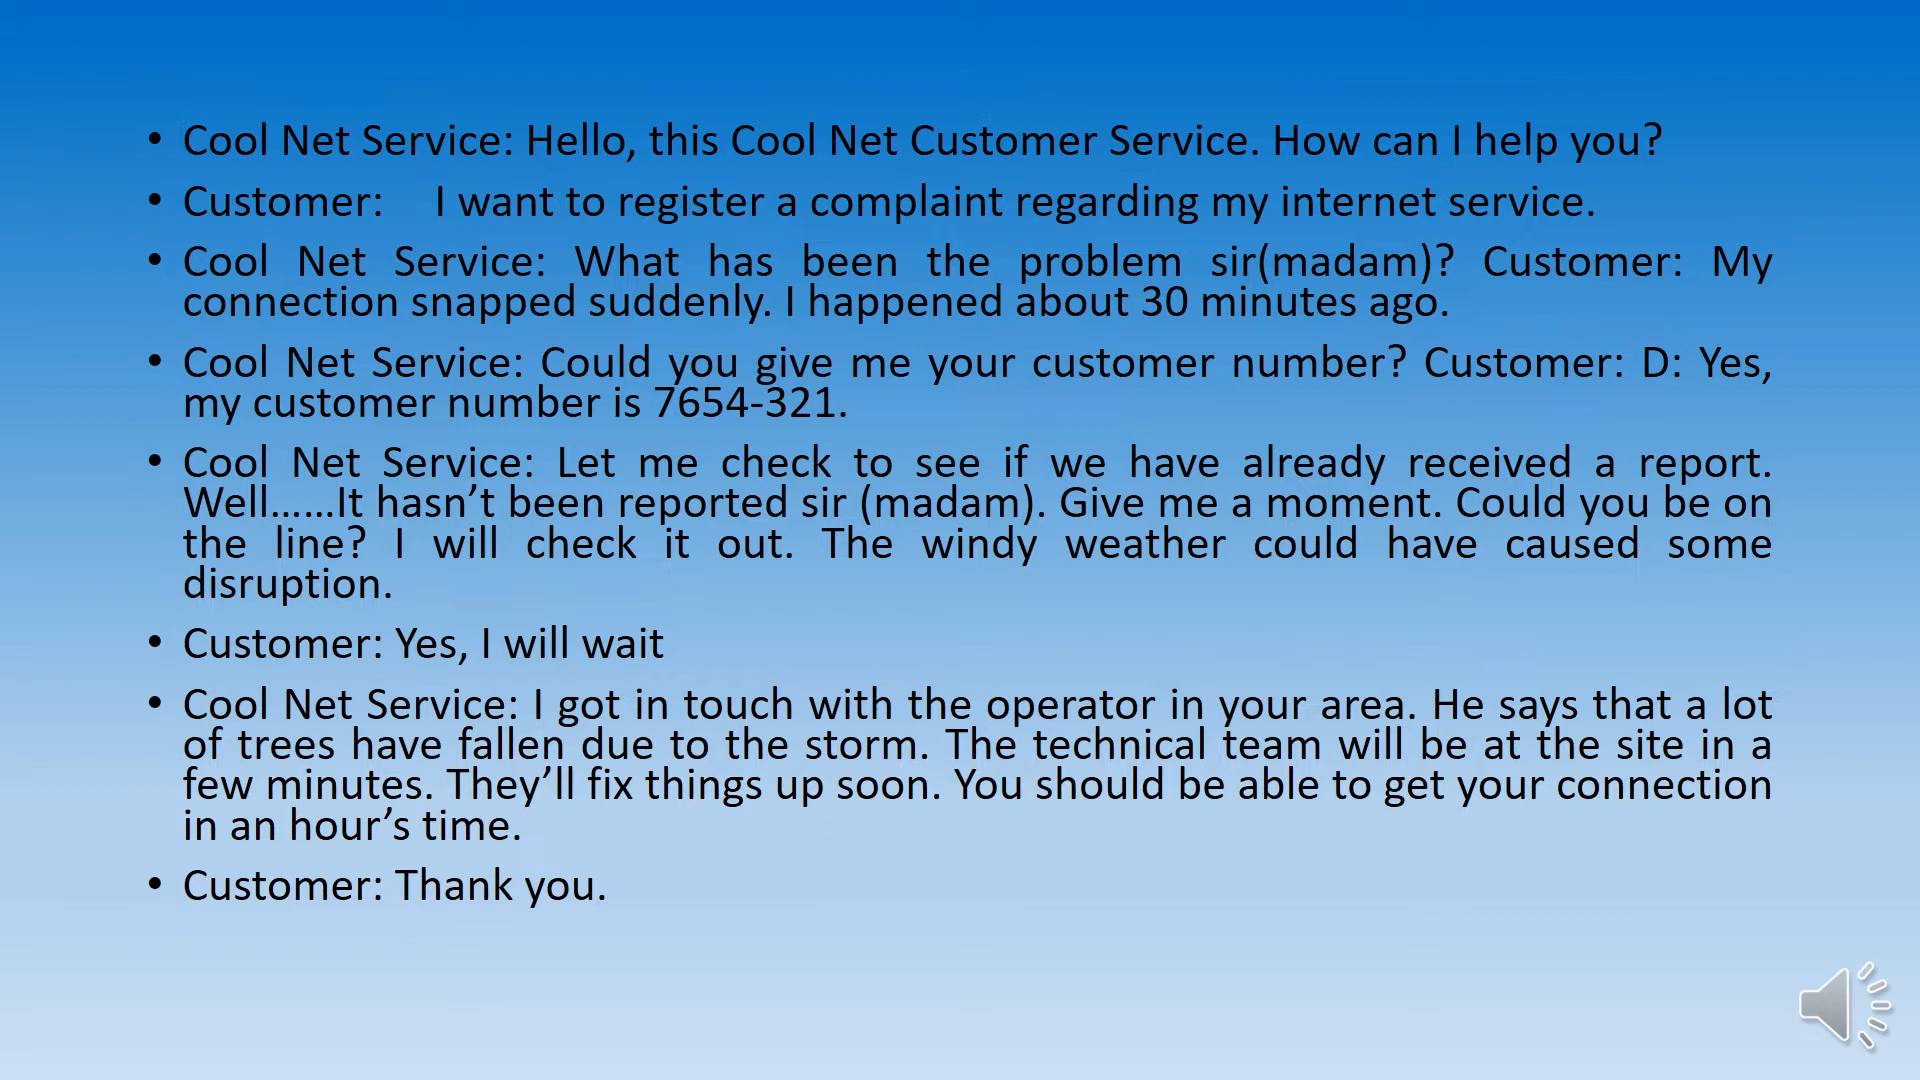 • Cool Net Service: Hello, this Cool Net Customer Service. How can I help you?
• Customer: I want to register a complaint regarding my internet service.
• Cool Net Service: What has been the problem sir(madam)? Customer: My
connection snapped suddenly. I happened about 30 minutes ago.
• Cool Net Service: Could you give me your customer number? Customer: D: Yes,
my customer number is 7654-321.
• Cool Net Service: Let me check to see if we have already received a report.
Well……It hasn’t been reported sir (madam). Give me a moment. Could you be on
the line? I will check it out. The windy weather could have caused some
disruption.
• Customer: Yes, I will wait
• Cool Net Service: I got in touch with the operator in your area. He says that a lot
of trees have fallen due to the storm. The technical team will be at the site in a
few minutes. They’ll fix things up soon. You should be able to get your connection
in an hour’s time.
• Customer: Thank you.